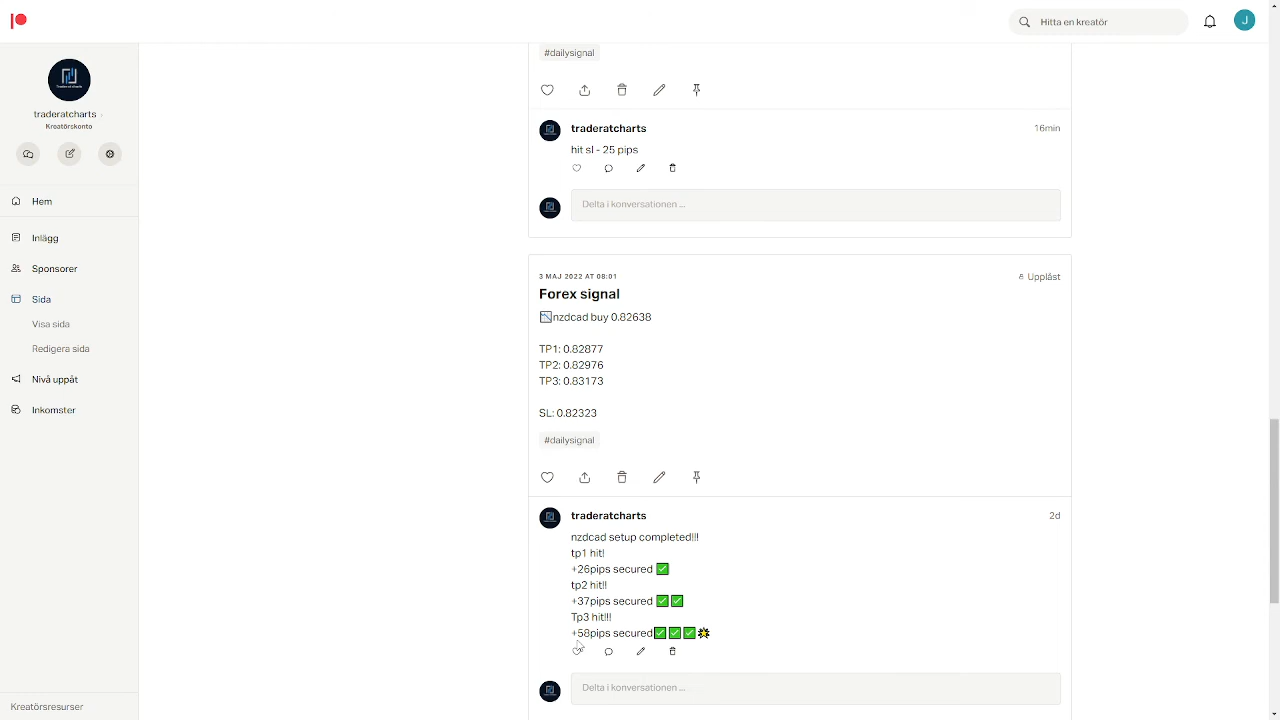 Hitta en kreatör
J
traderatcharts
Kreatörskonto
Hem
Inlägg
Sponsorer
Sida
Visa sida
Redigera sida
Nivå uppåt
Inkomster
Kreatörsresurser
#dailysignal
traderatcharts
16min
hit sl - 25 pips
Delta i konversationen ...
3 MAJ 2022 AT 08:01
Upplåst
Forex signal
nzdcad buy 0.82638
TP1: 0.82877
TP2: 0.82976
TP3: 0.83173
SL: 0.82323
#dailysignal
traderatcharts
2d
nzdcad setup completed!!!
tp1 hit!
+26pips secured ✅
tp2 hit!!
+37pips secured ✅✅
Tp3 hit!!!
+58pips secured✅✅✅💥
Delta i konversationen ...